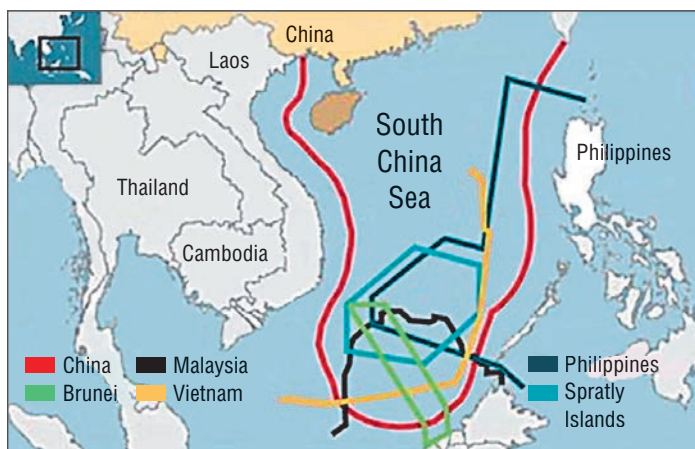 China
Laos
South
China
Sea
Philippines
Thailand
Cambodia
China
Malaysia
Brunei
Vietnam
Philippines
Spratly
Islands